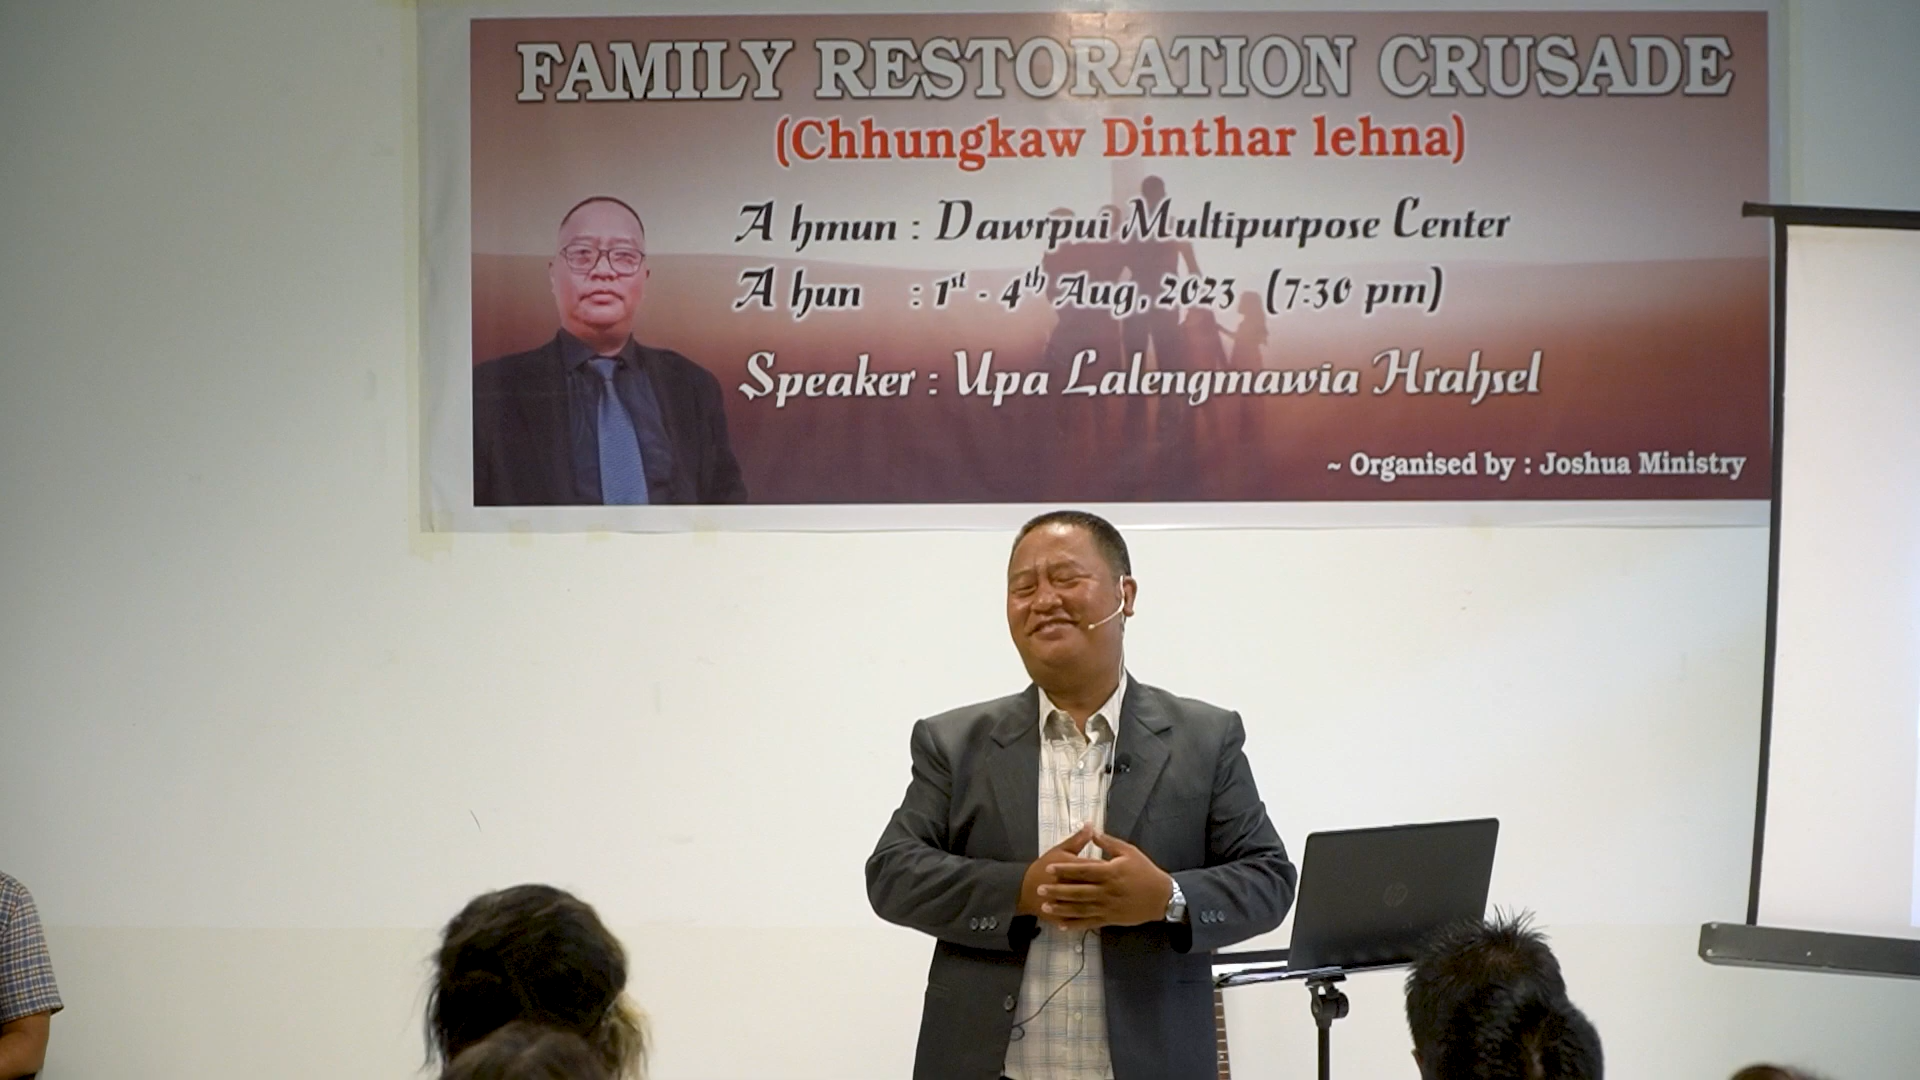 FAMILY RESTORATION CRUSADE
(Chhungkaw Dinthar lehna)
A hmun : Dawrpui Multipurpose Center
A hun : 1st - 4th Aug, 2023 (7:30 pm)
Speaker : Upa Lalengmawia Hrahsel
~ Organised by : Joshua Ministry
hp